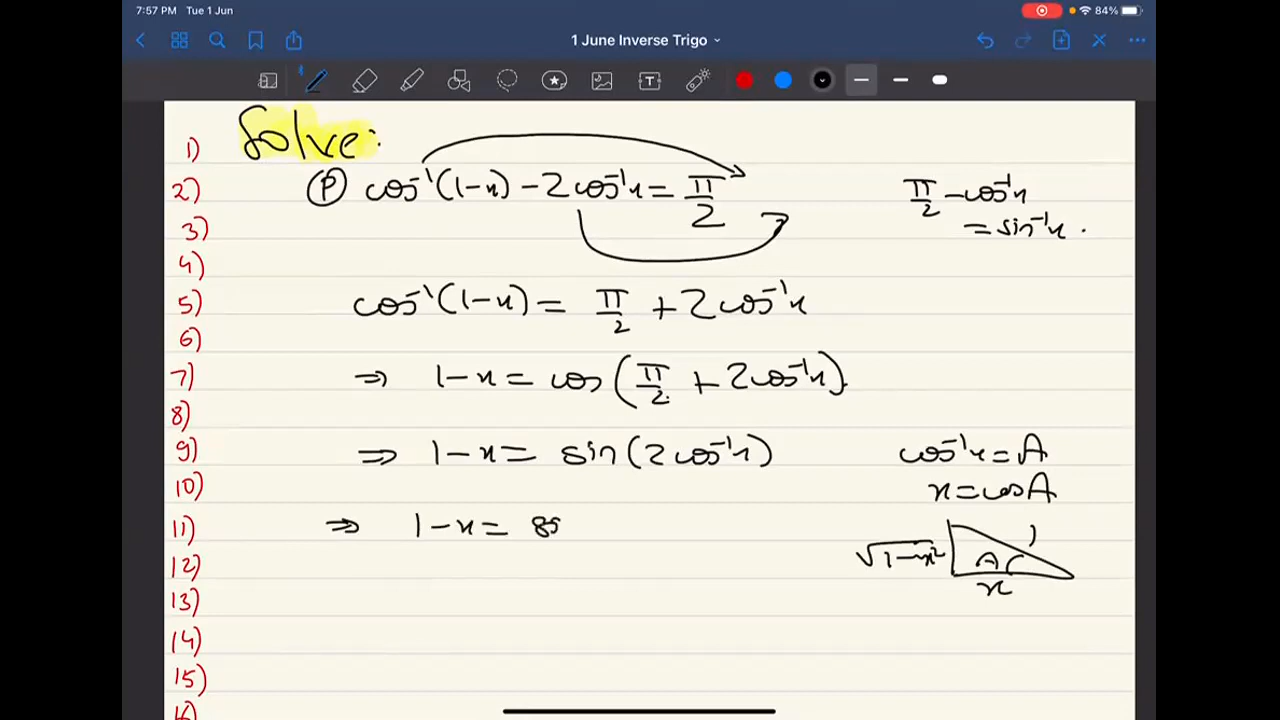 7:57 PM Tue 1 Jun 84%
1 June Inverse Trigo
1) Solve:
2) (P) cos⁻¹(1-x) - 2cos⁻¹x = π/2
π/2 - cos⁻¹x
3) = sin⁻¹x.
4)
5) cos⁻¹(1-x) = π/2 + 2cos⁻¹x
6)
7) ⇒ 1-x = cos(π/2 + 2cos⁻¹x).
8)
9) ⇒ 1-x = sin(2cos⁻¹x) cos⁻¹x = A
10) x = cosA
11) ⇒ 1-x =
1
12) √1-x² A
x
13)
14)
15)